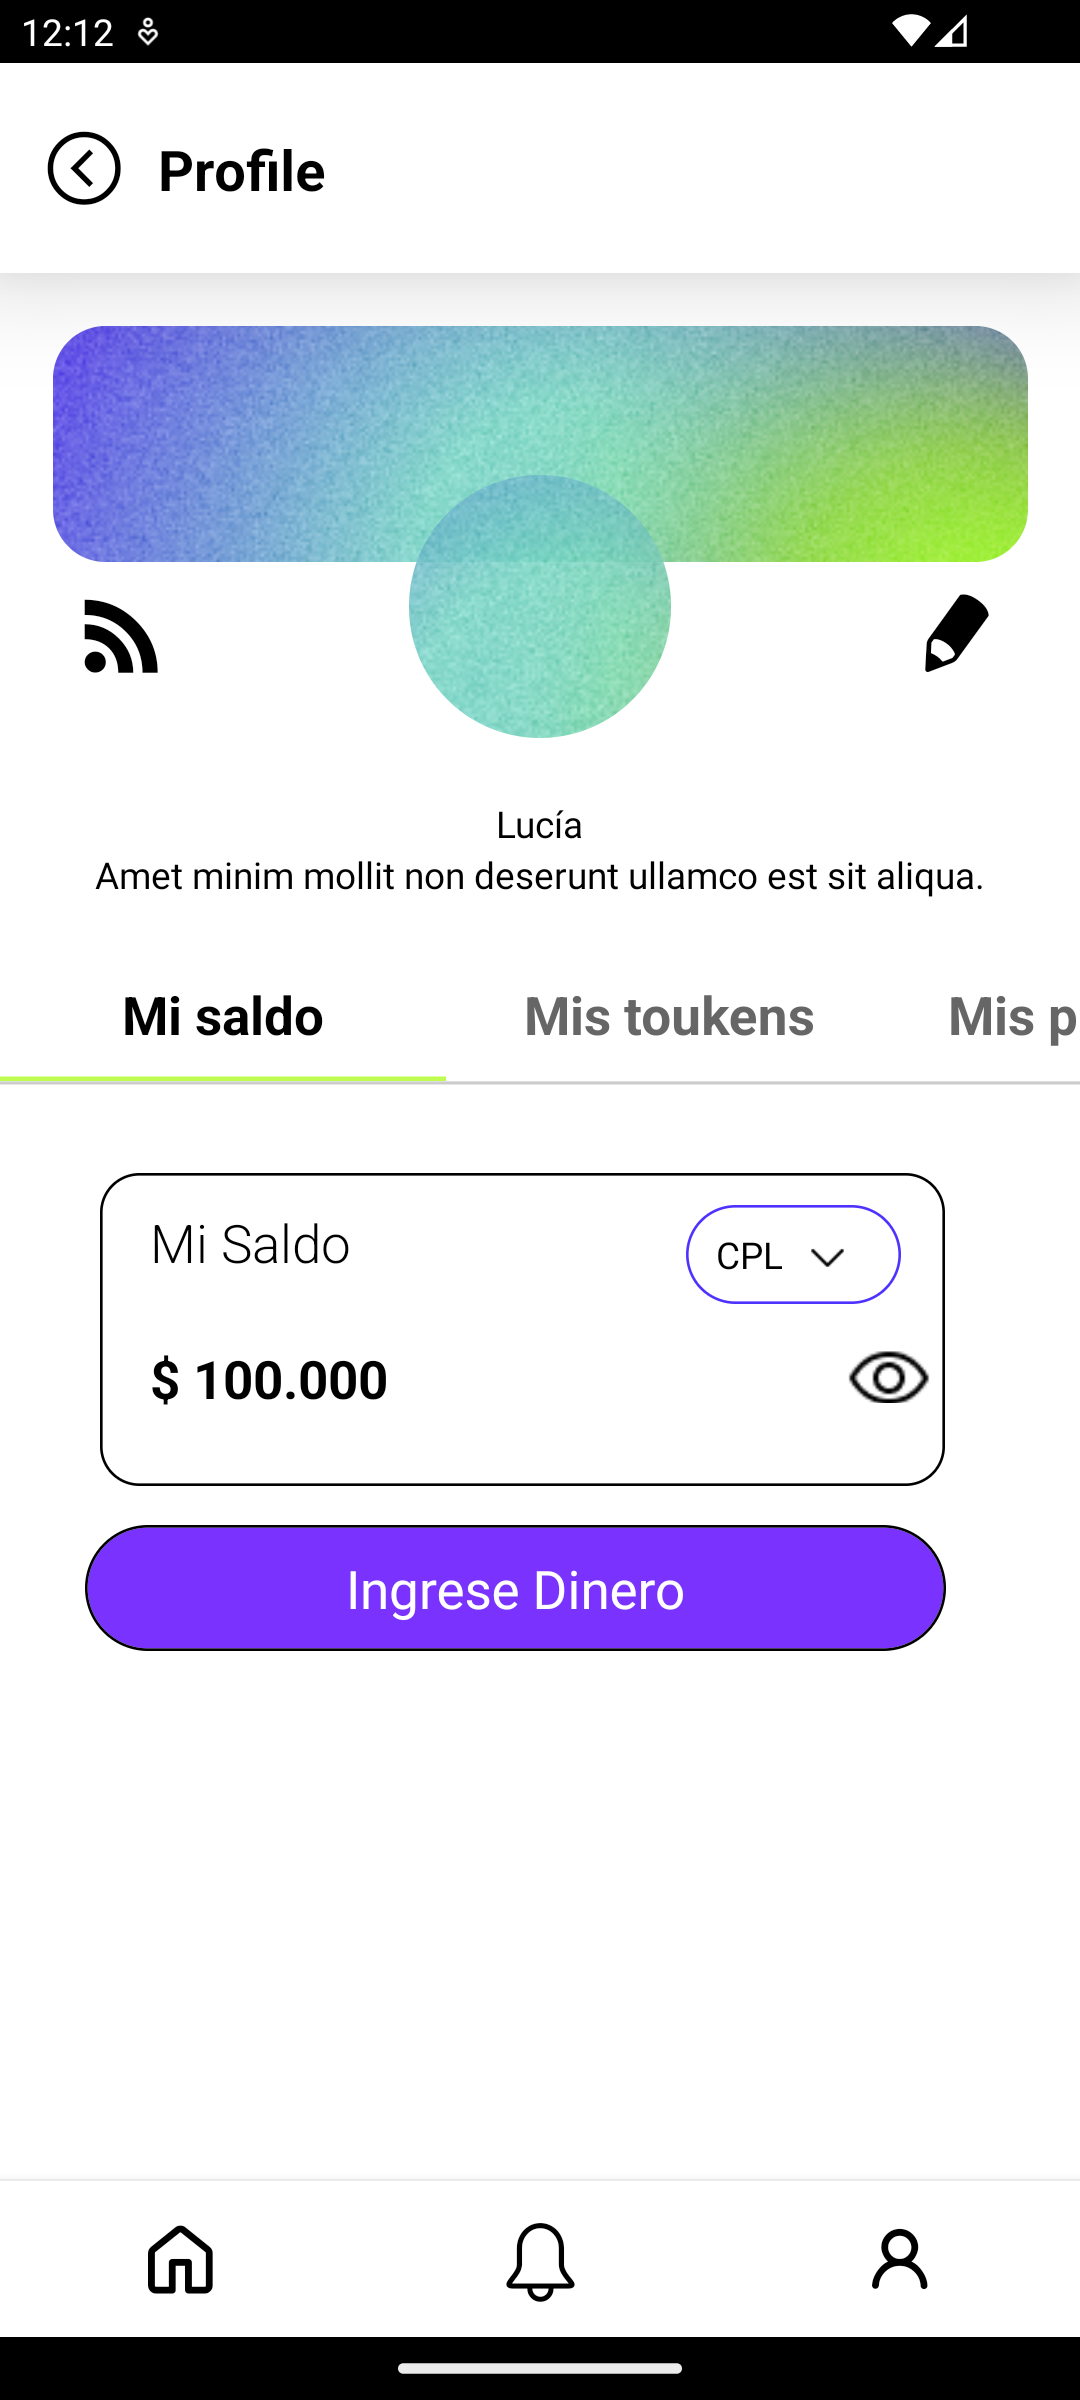 12:12
Profile
Lucía
Amet minim mollit non deserunt ullamco est sit aliqua.
Mi saldo Mis toukens Mis p
Mi Saldo CPL
$ 100.000
Ingrese Dinero